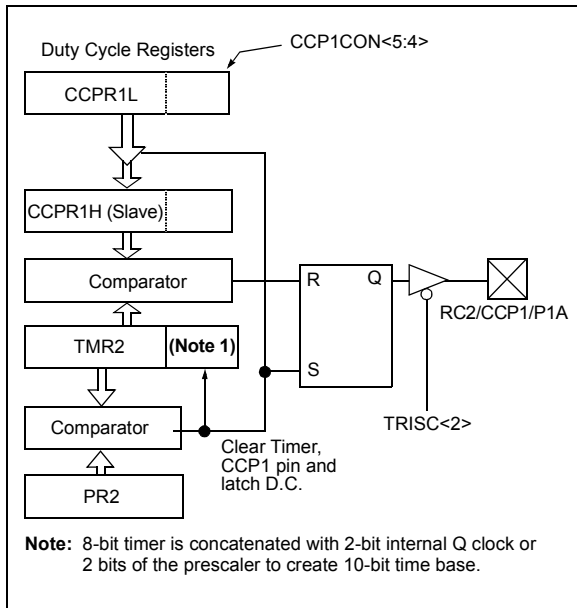 Duty Cycle Registers
CCP1CON<5:4>
CCPR1L
CCPR1H (Slave)
Comparator
R
Q
RC2/CCP1/P1A
TMR2
(Note 1)
S
TRISC<2>
Comparator
Clear Timer,
CCP1 pin and
latch D.C.
PR2
Note: 8-bit timer is concatenated with 2-bit internal Q clock or
2 bits of the prescaler to create 10-bit time base.